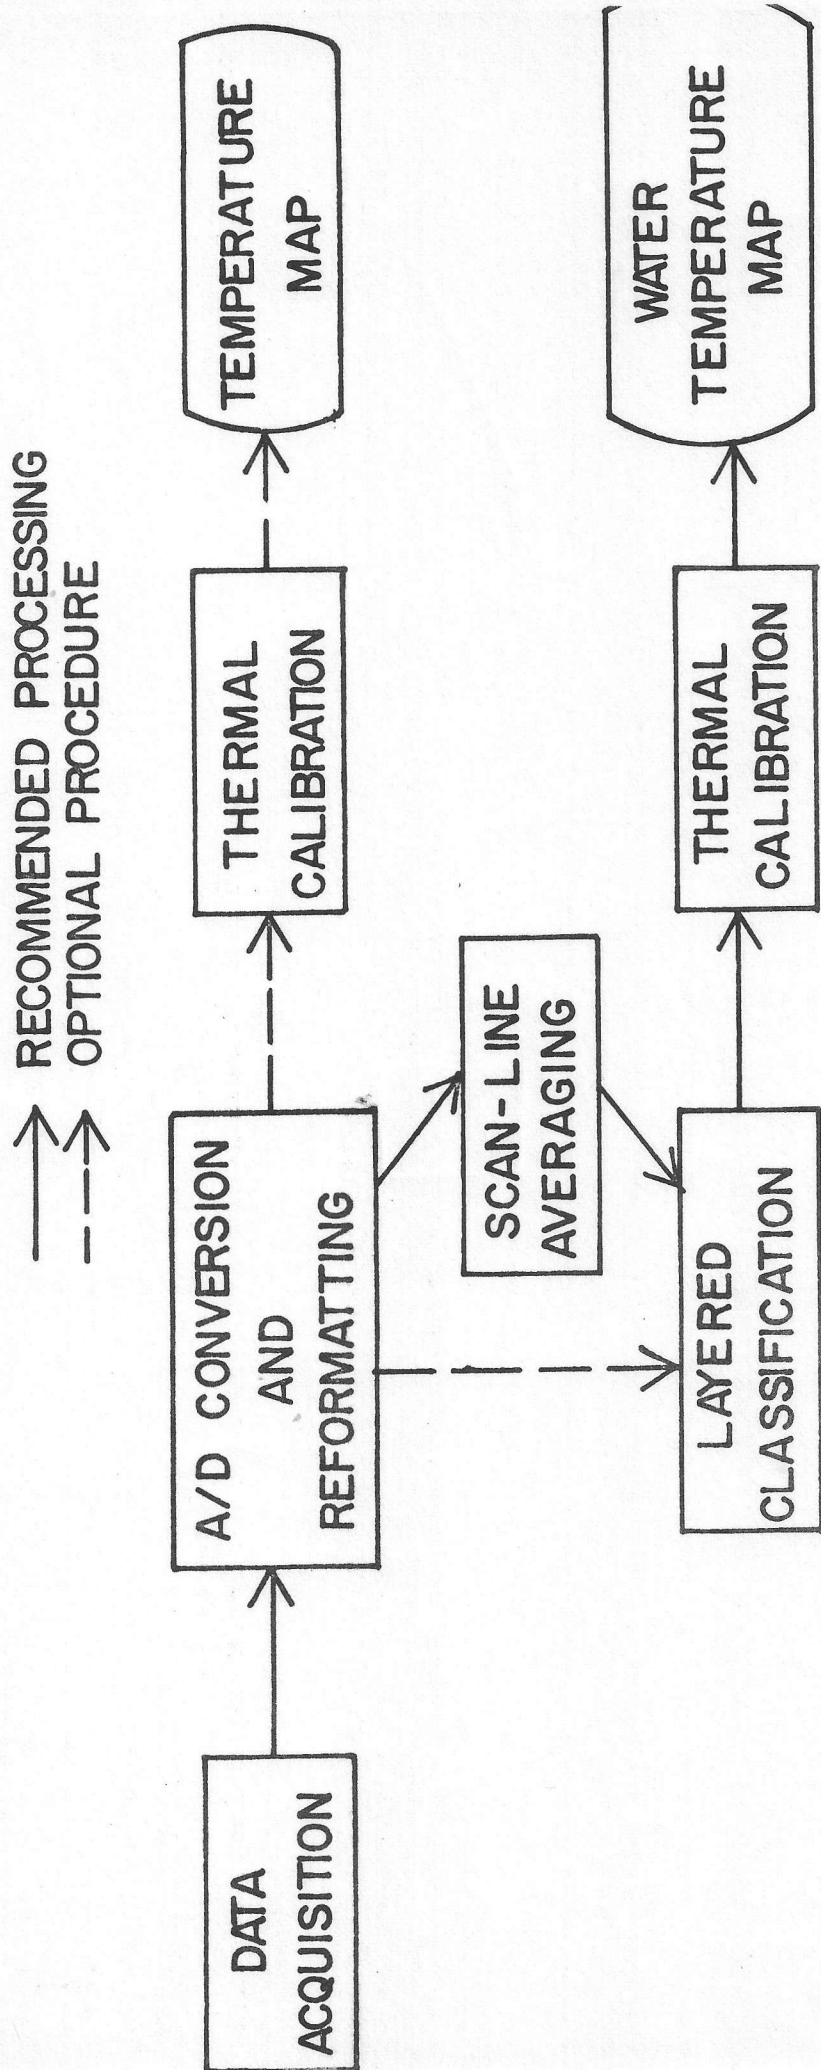 RECOMMENDED PROCESSING
OPTIONAL PROCEDURE
DATA
ACQUISITION
A/D CONVERSION
AND
REFORMATTING
THERMAL
CALIBRATION
TEMPERATURE
MAP
SCAN-LINE
AVERAGING
LAYERED
CLASSIFICATION
THERMAL
CALIBRATION
WATER
TEMPERATURE
MAP